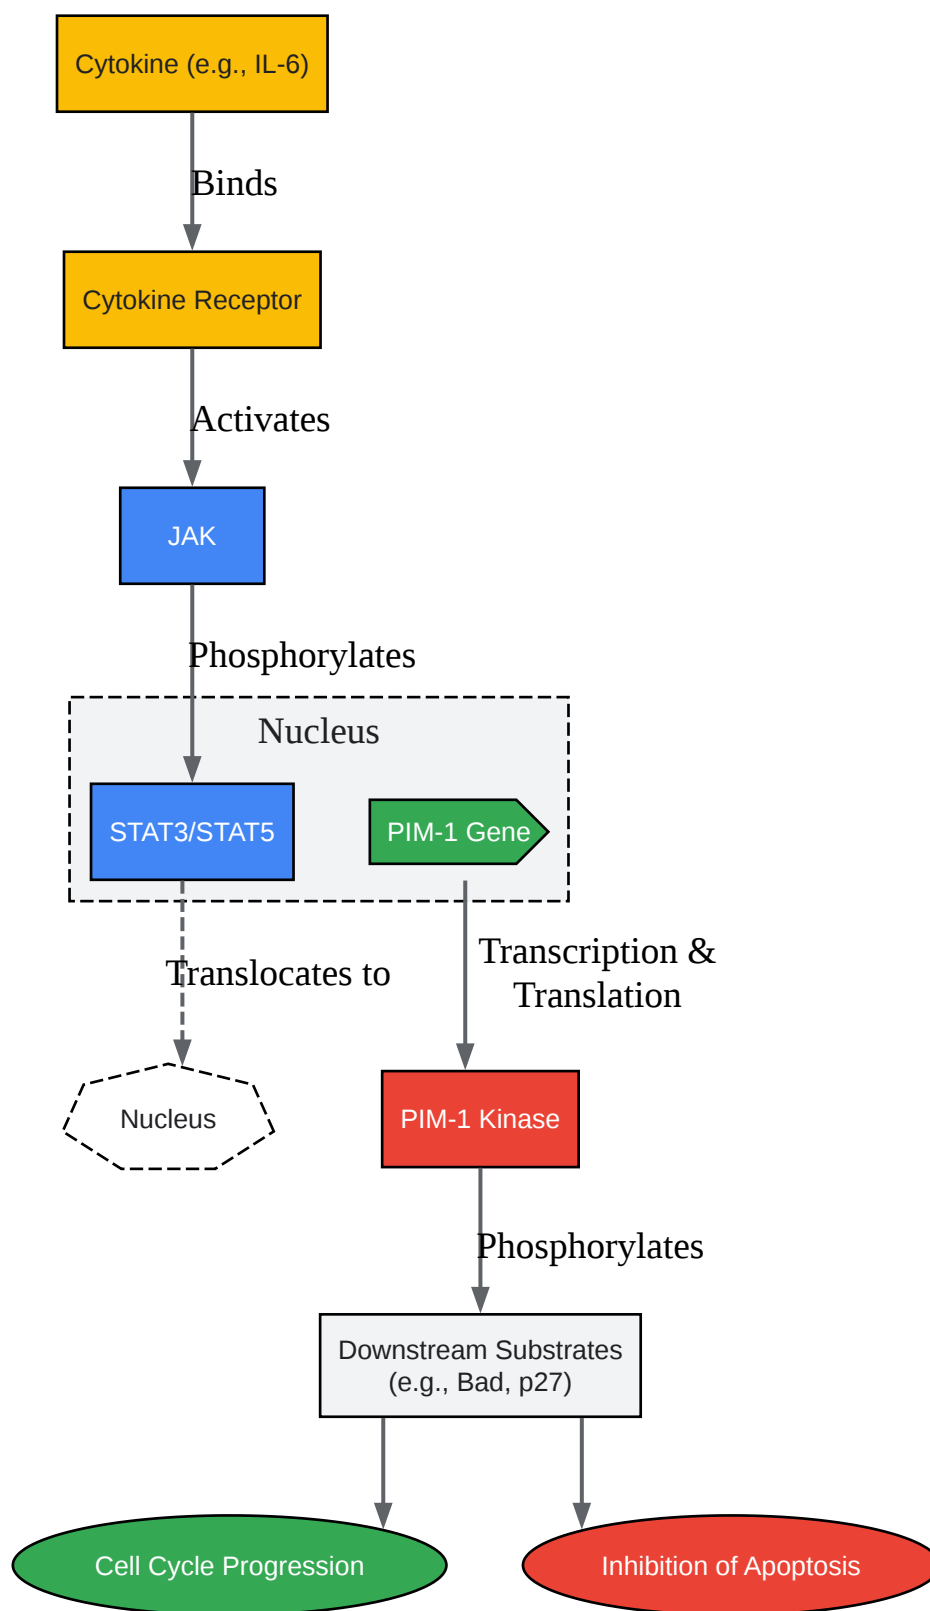 Cytokine (e.g., IL-6)
Binds
Cytokine Receptor
Activates
JAK
Phosphorylates
Nucleus
STAT3/STAT5
PIM-1 Gene
Translocates to
Transcription &
Translation
Nucleus
PIM-1 Kinase
Phosphorylates
Downstream Substrates
(e.g., Bad, p27)
Cell Cycle Progression
Inhibition of Apoptosis